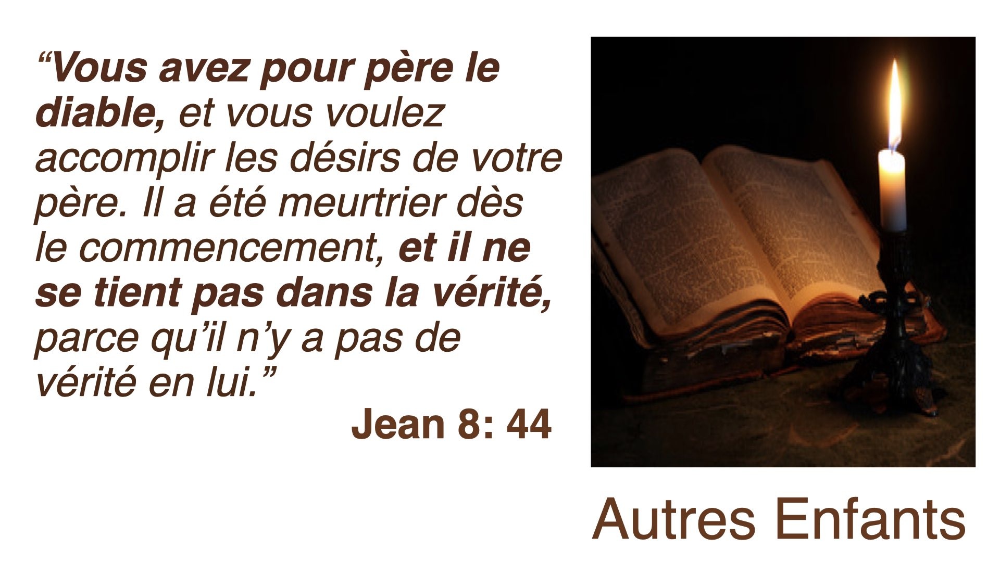 “Vous avez pour père le
diable, et vous voulez
accomplir les désirs de votre
père. Il a été meurtrier dès
le commencement, et il ne
se tient pas dans la vérité,
parce qu’il n’y a pas de
vérité en lui.”
Jean 8: 44
Autres Enfants